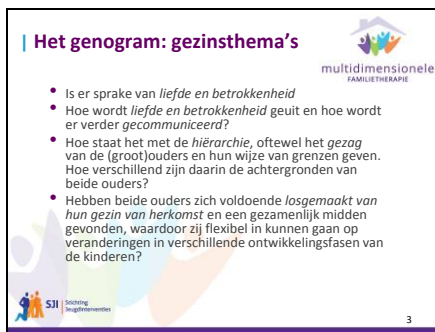 | Het genogram: gezinsthema's
multidimensionele
FAMILIETHERAPIE
• Is er sprake van liefde en betrokkenheid
• Hoe wordt liefde en betrokkenheid geuit en hoe wordt
er verder gecommuniceerd?
• Hoe staat het met de hiërarchie, oftewel het gezag
van de (groot)ouders en hun wijze van grenzen geven.
Hoe verschillend zijn daarin de achtergronden van
beide ouders?
• Hebben beide ouders zich voldoende losgemaakt van
hun gezin van herkomst en een gezamenlijk midden
gevonden, waardoor zij flexibel in kunnen gaan op
veranderingen in verschillende ontwikkelingsfasen van
de kinderen?
SJI | Stichting
Jeugdinterventies
3